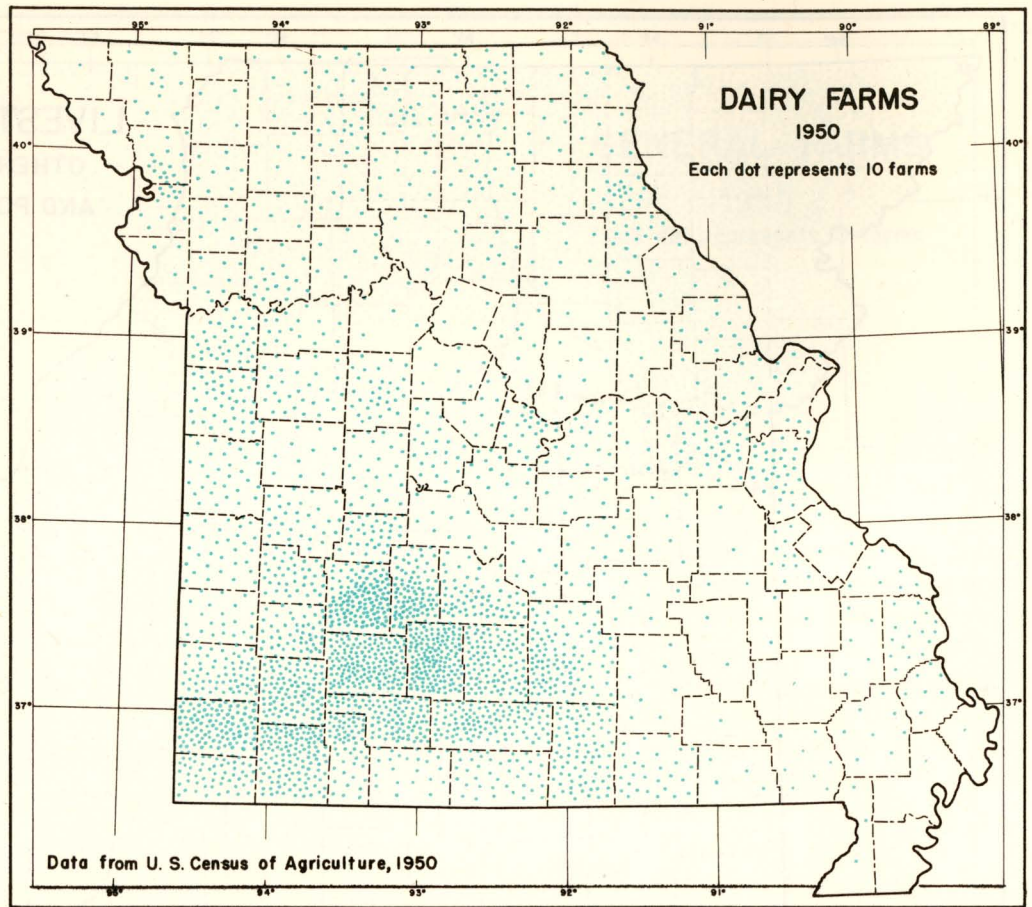 95° 94° 93° 92° 91° 90° 89°
DAIRY FARMS
1950
Each dot represents 10 farms
40° 40°
39° 39°
38° 38°
37° 37°
Data from U. S. Census of Agriculture, 1950
95° 94° 93° 92° 91°